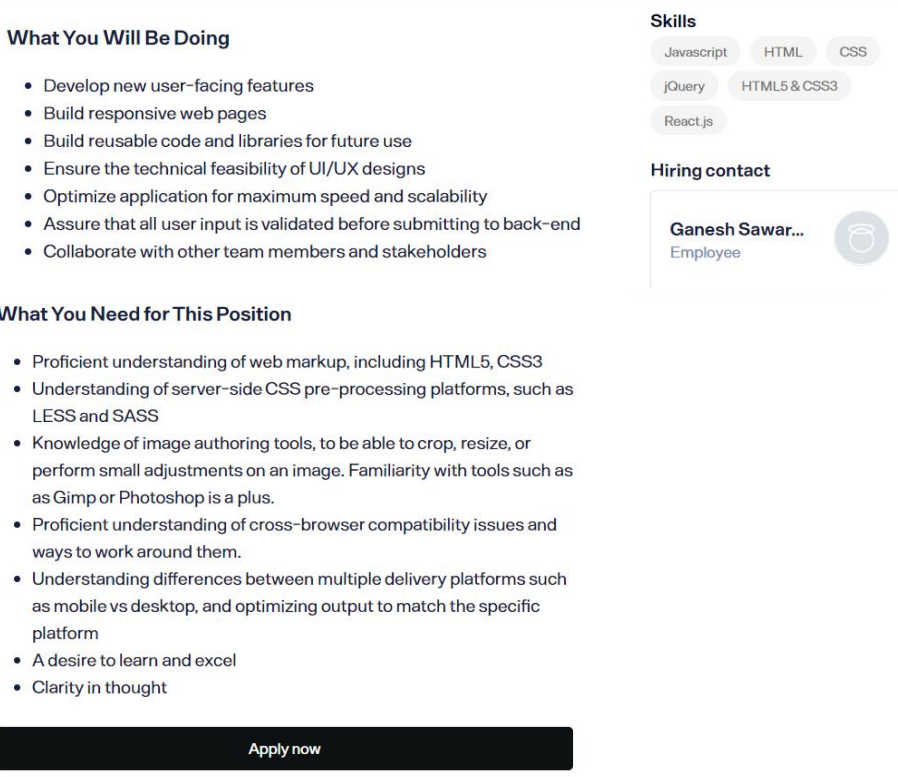 What You Will Be Doing
Develop new user-facing features
Build responsive web pages
Build reusable code and libraries for future use
Ensure the technical feasibility of UI/UX designs
Optimize application for maximum speed and scalability
Assure that all user input is validated before submitting to back-end
Collaborate with other team members and stakeholders
What You Need for This Position
Proficient understanding of web markup, including HTML5, CSS3
Understanding of server-side CSS pre-processing platforms, such as
LESS and SASS
Knowledge of image authoring tools, to be able to crop, resize, or
perform small adjustments on an image. Familiarity with tools such as
as Gimp or Photoshop is a plus.
Proficient understanding of cross-browser compatibility issues and
ways to work around them.
Understanding differences between multiple delivery platforms such
as mobile vs desktop, and optimizing output to match the specific
platform
A desire to learn and excel
Clarity in thought
Apply now
Skills
Javascript HTML CSS
jQuery HTML5 & CSS3
React.js
Hiring contact
Ganesh Sawar...
Employee